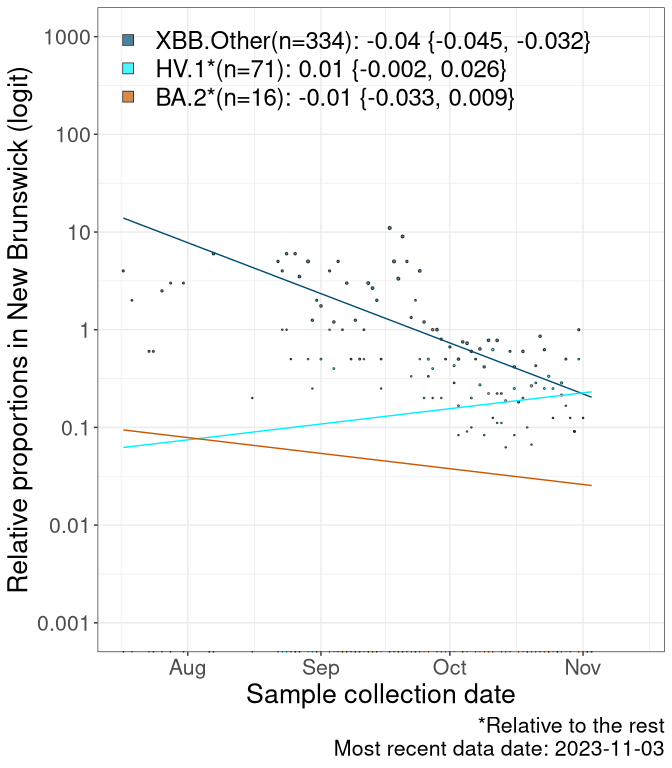 1000
100
10
1
0.1
0.01
0.001
Relative proportions in New Brunswick (logit)
XBB.Other(n=334): -0.04 {-0.045, -0.032}
HV.1*(n=71): 0.01 {-0.002, 0.026}
BA.2*(n=16): -0.01 {-0.033, 0.009}
Aug Sep Oct Nov
Sample collection date
*Relative to the rest
Most recent data date: 2023-11-03